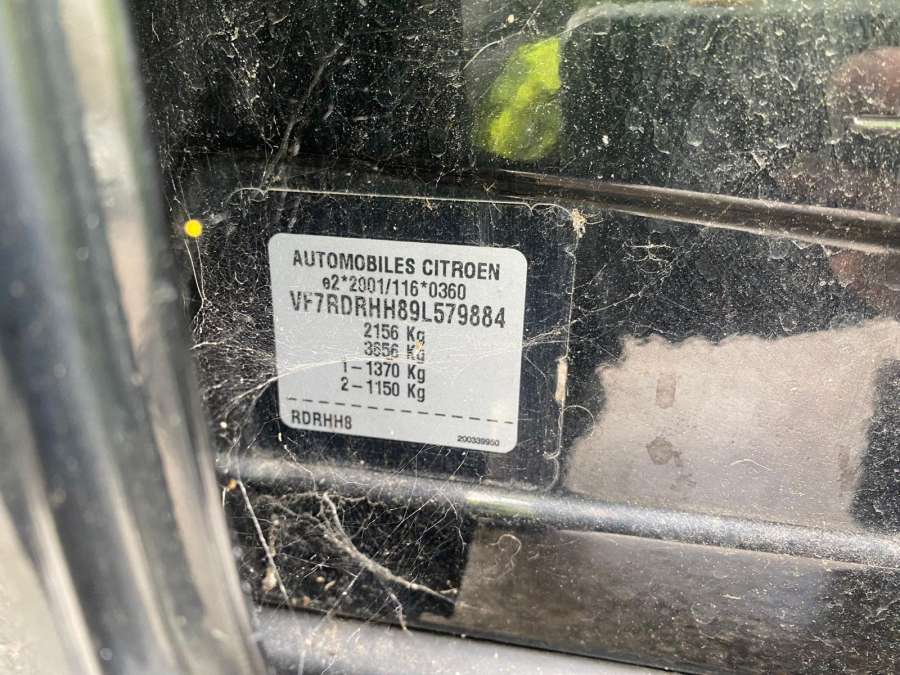 AUTOMOBILES CITROEN
e2*2001/116*0360
VF7RDRHH89L579884
2156 Kg
3656 Kg
1-1370 Kg
2-1150 Kg
RDRHH8
200339950